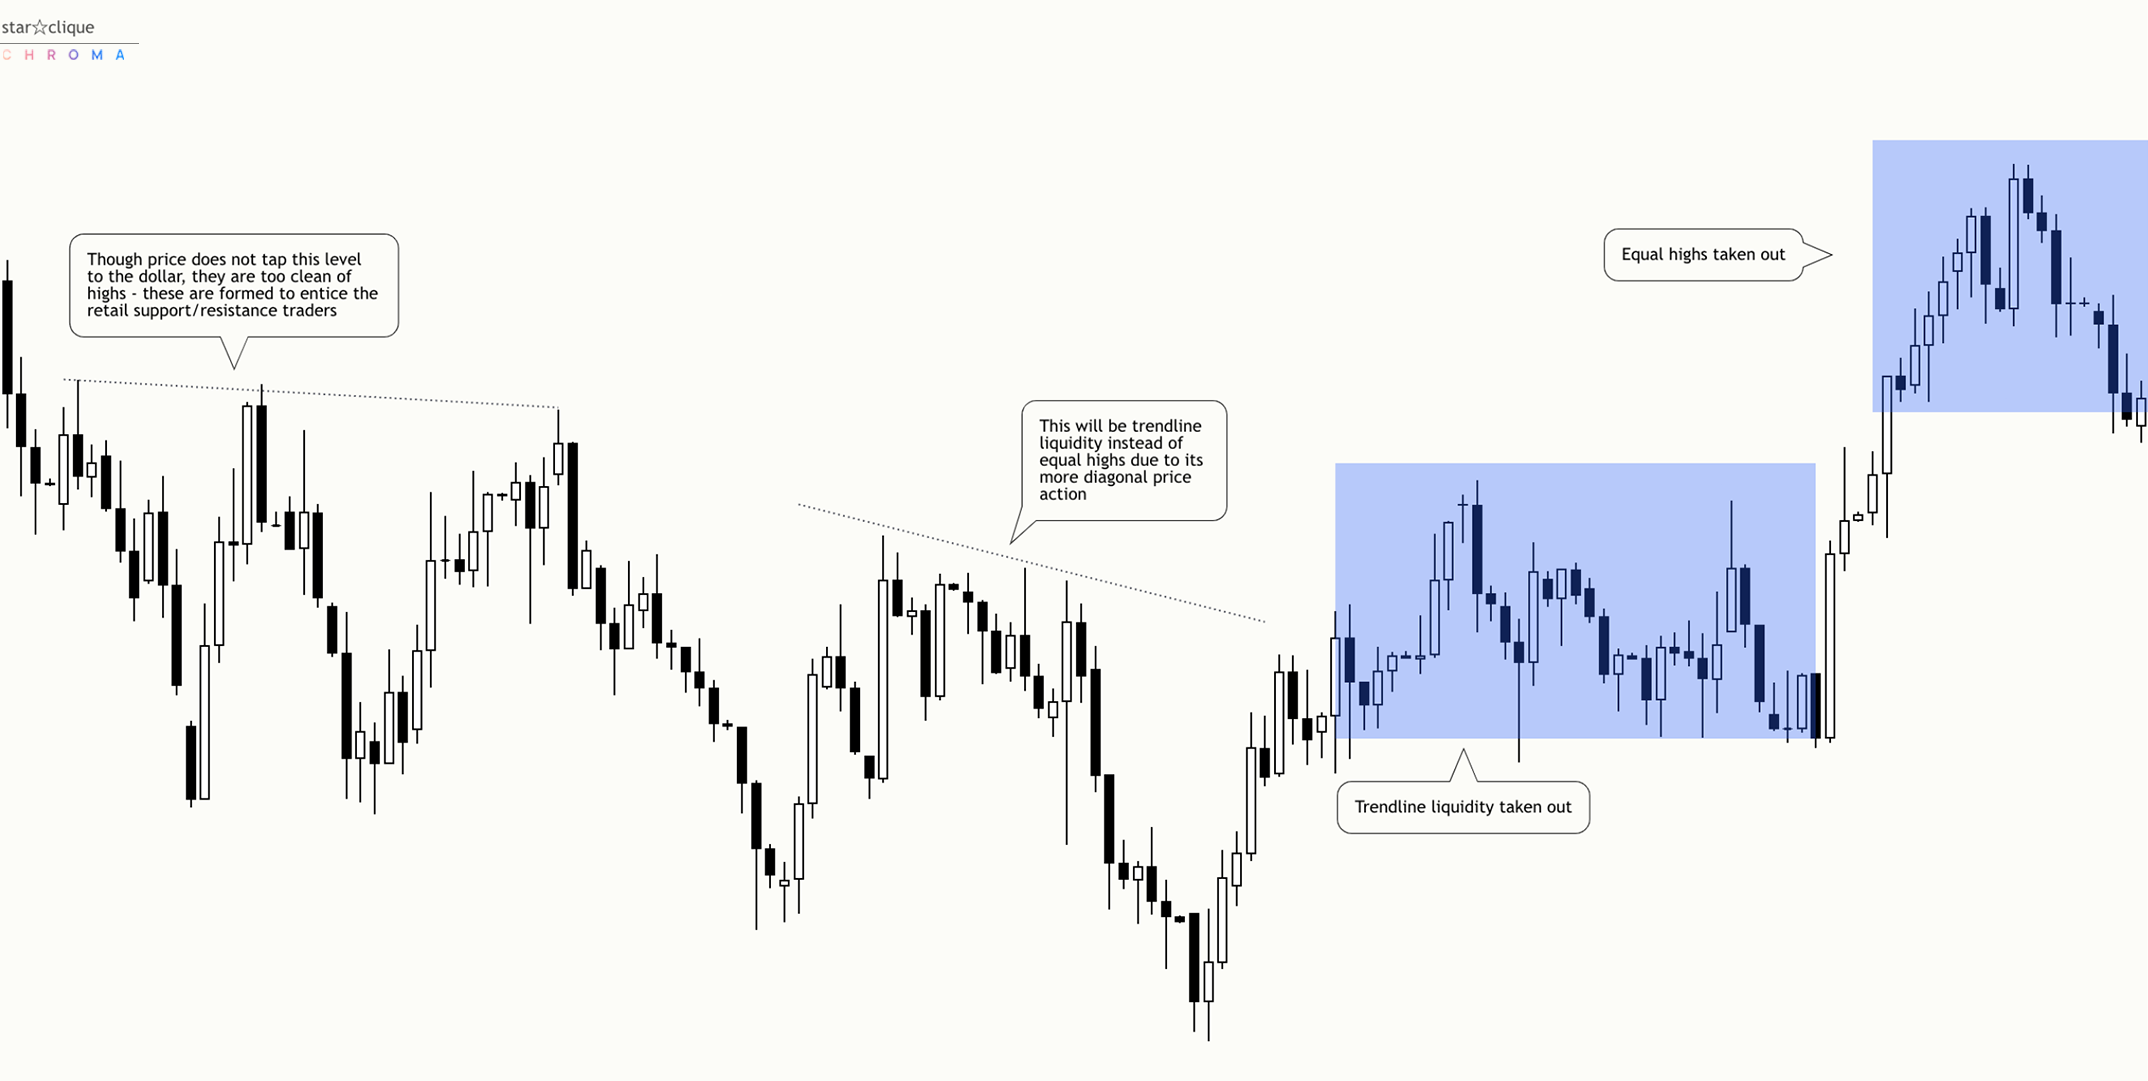 star☆clique
CHROMA
Though price does not tap this level
to the dollar, they are too clean of
highs - these are formed to entice the
retail support/resistance traders
Equal highs taken out
This will be trendline
liquidity instead of
equal highs due to its
more diagonal price
action
Trendline liquidity taken out